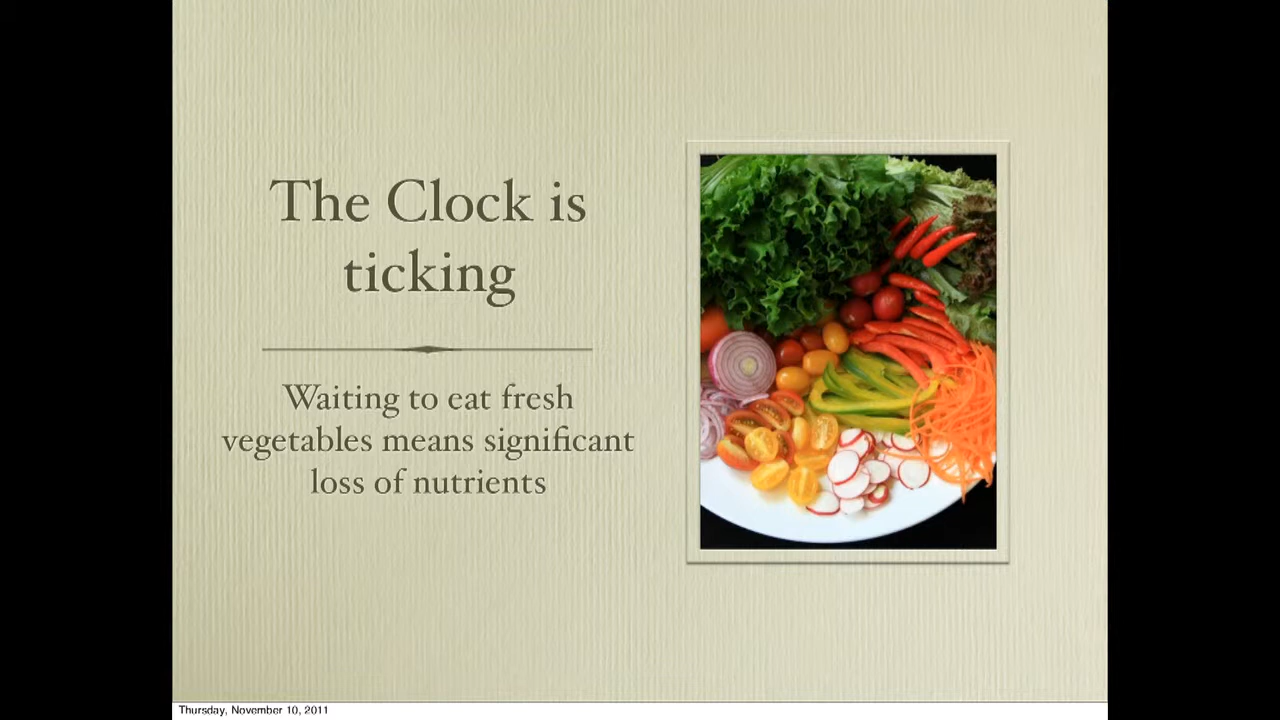 The Clock is
ticking
Waiting to eat fresh
vegetables means significant
loss of nutrients
Thursday, November 10, 2011